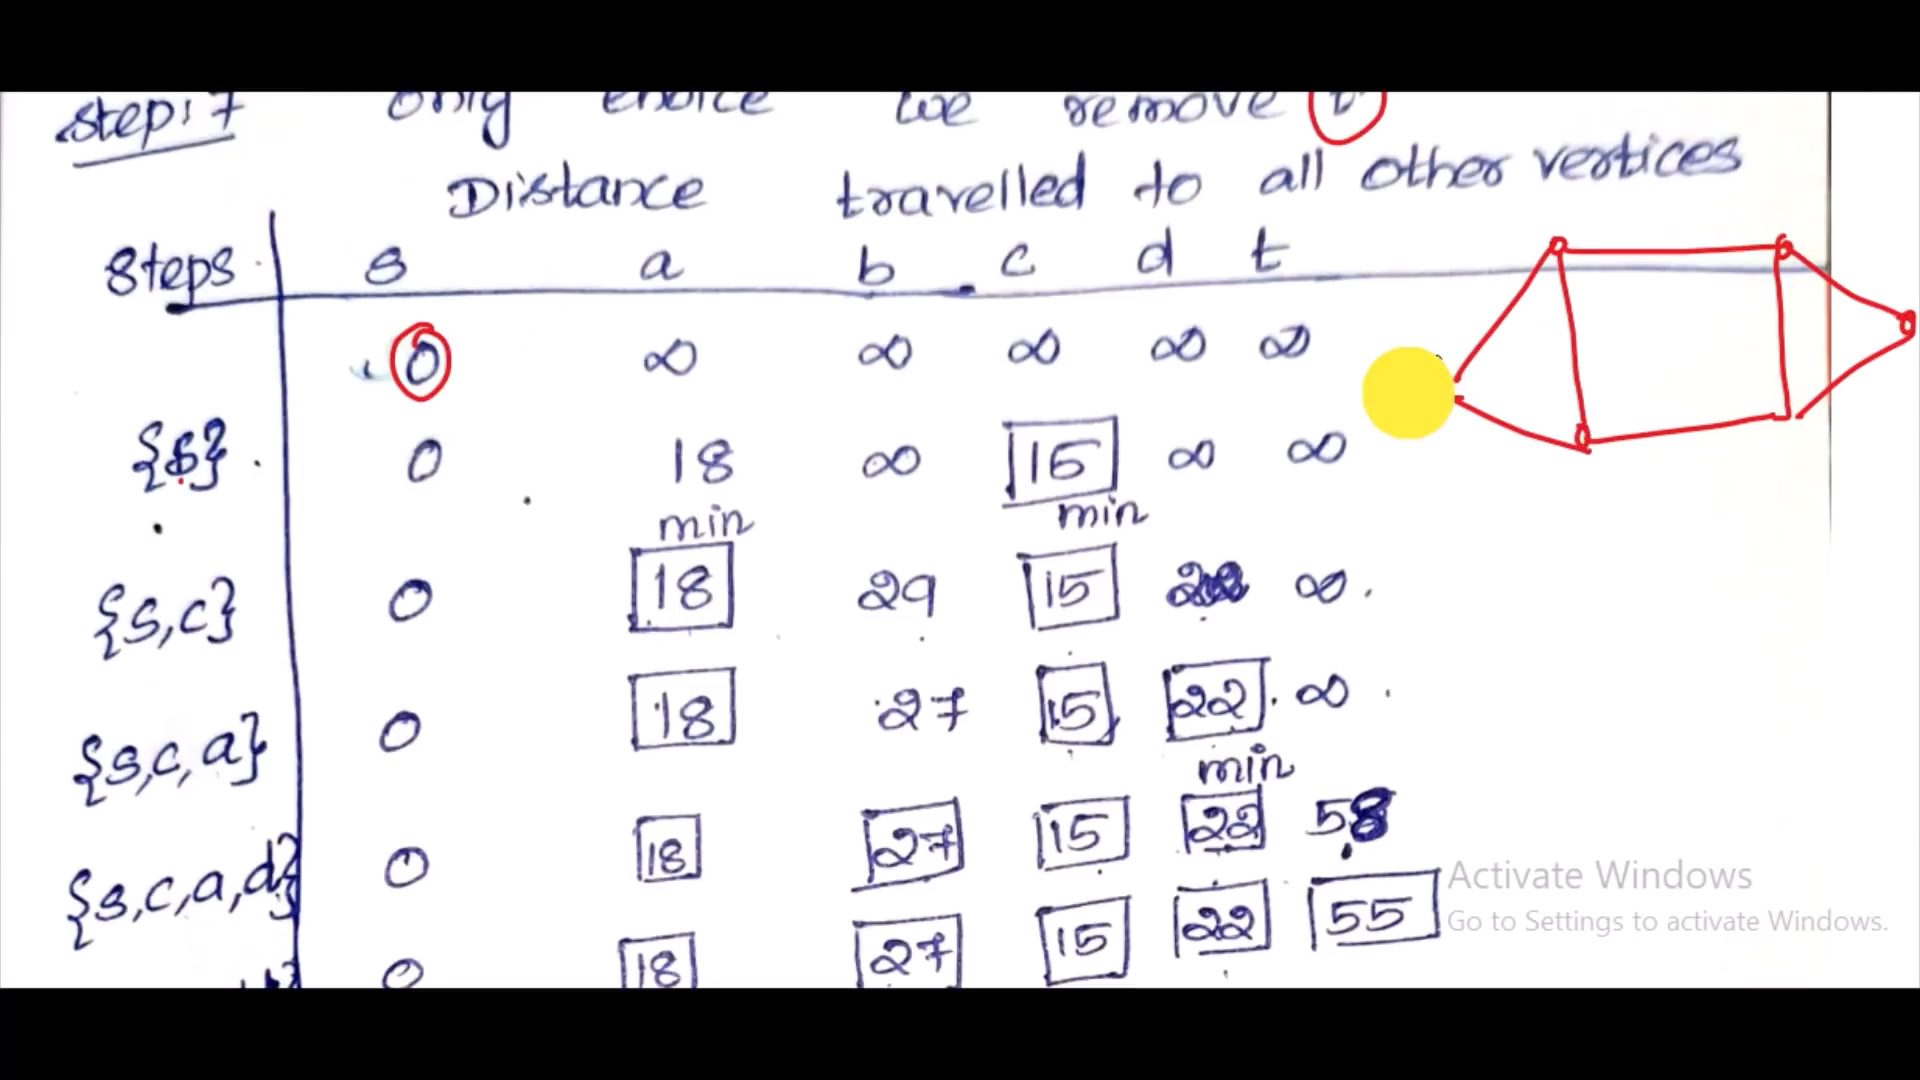 step: 7 only choice we remove t
Distance travelled to all other vertices
Steps s a b c d t
0 ∞ ∞ ∞ ∞ ∞
{s} 0 18 ∞ 15 ∞ ∞
min min
{s,c} 0 18 29 15 22 ∞
{s,c,a} 0 18 27 15 22 ∞
min
{s,c,a,d} 0 18 27 15 22 58
0 18 27 15 22 55
Activate Windows
Go to Settings to activate Windows.